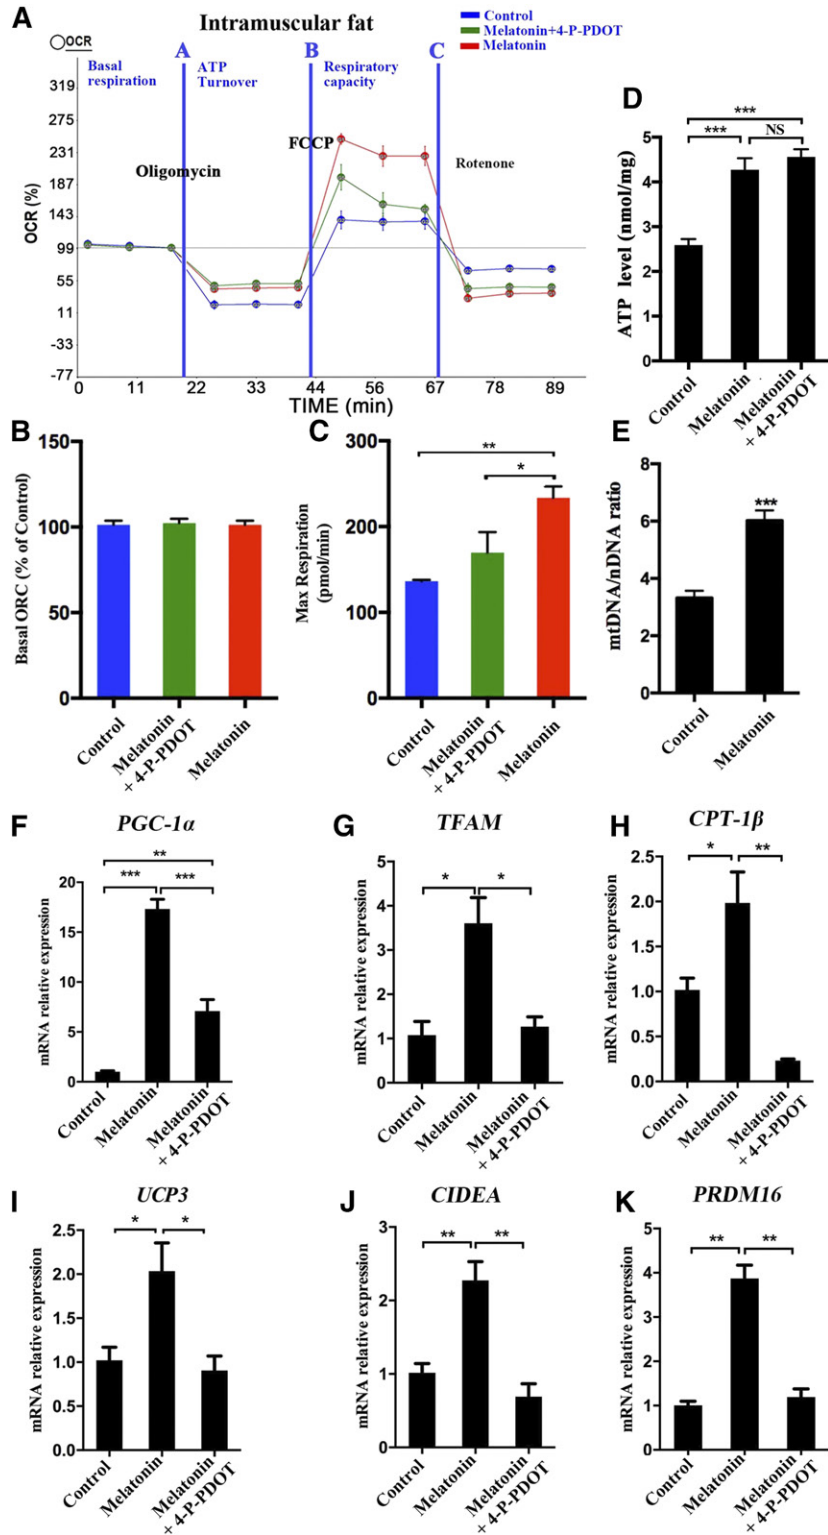 A
Intramuscular fat
Control
Melatonin+4-P-PDOT
Melatonin
OCR
Basal
respiration
A
ATP
Turnover
B
Respiratory
capacity
C
Oligomycin
FCCP
Rotenone
OCR (%)
319
275
231
187
143
99
55
11
-33
-77
0 11 22 33 44 56 67 78 89
TIME (min)
D
ATP level (nmol/mg)
5
4
3
2
1
0
***
***
NS
Control
Melatonin
Melatonin
+ 4-P-PDOT
B
Basal ORC (% of Control)
150
100
50
0
Control
Melatonin
+ 4-P-PDOT
Melatonin
C
Max Respiration
(pmol/min)
300
200
100
0
**
*
Control
Melatonin
+ 4-P-PDOT
Melatonin
E
mtDNA/nDNA ratio
8
6
4
2
0
***
Control
Melatonin
F
PGC-1α
mRNA relative expression
20
15
10
5
0
**
***
***
Control
Melatonin
Melatonin
+ 4-P-PDOT
G
TFAM
mRNA relative expression
5
4
3
2
1
0
*
*
Control
Melatonin
Melatonin
+ 4-P-PDOT
H
CPT-1β
mRNA relative expression
2.5
2.0
1.5
1.0
0.5
0.0
*
**
Control
Melatonin
Melatonin
+ 4-P-PDOT
I
UCP3
mRNA relative expression
2.5
2.0
1.5
1.0
0.5
0.0
*
*
Control
Melatonin
Melatonin
+ 4-P-PDOT
J
CIDEA
mRNA relative expression
3
2
1
0
**
**
Control
Melatonin
Melatonin
+ 4-P-PDOT
K
PRDM16
mRNA relative expression
5
4
3
2
1
0
**
**
Control
Melatonin
Melatonin
+ 4-P-PDOT